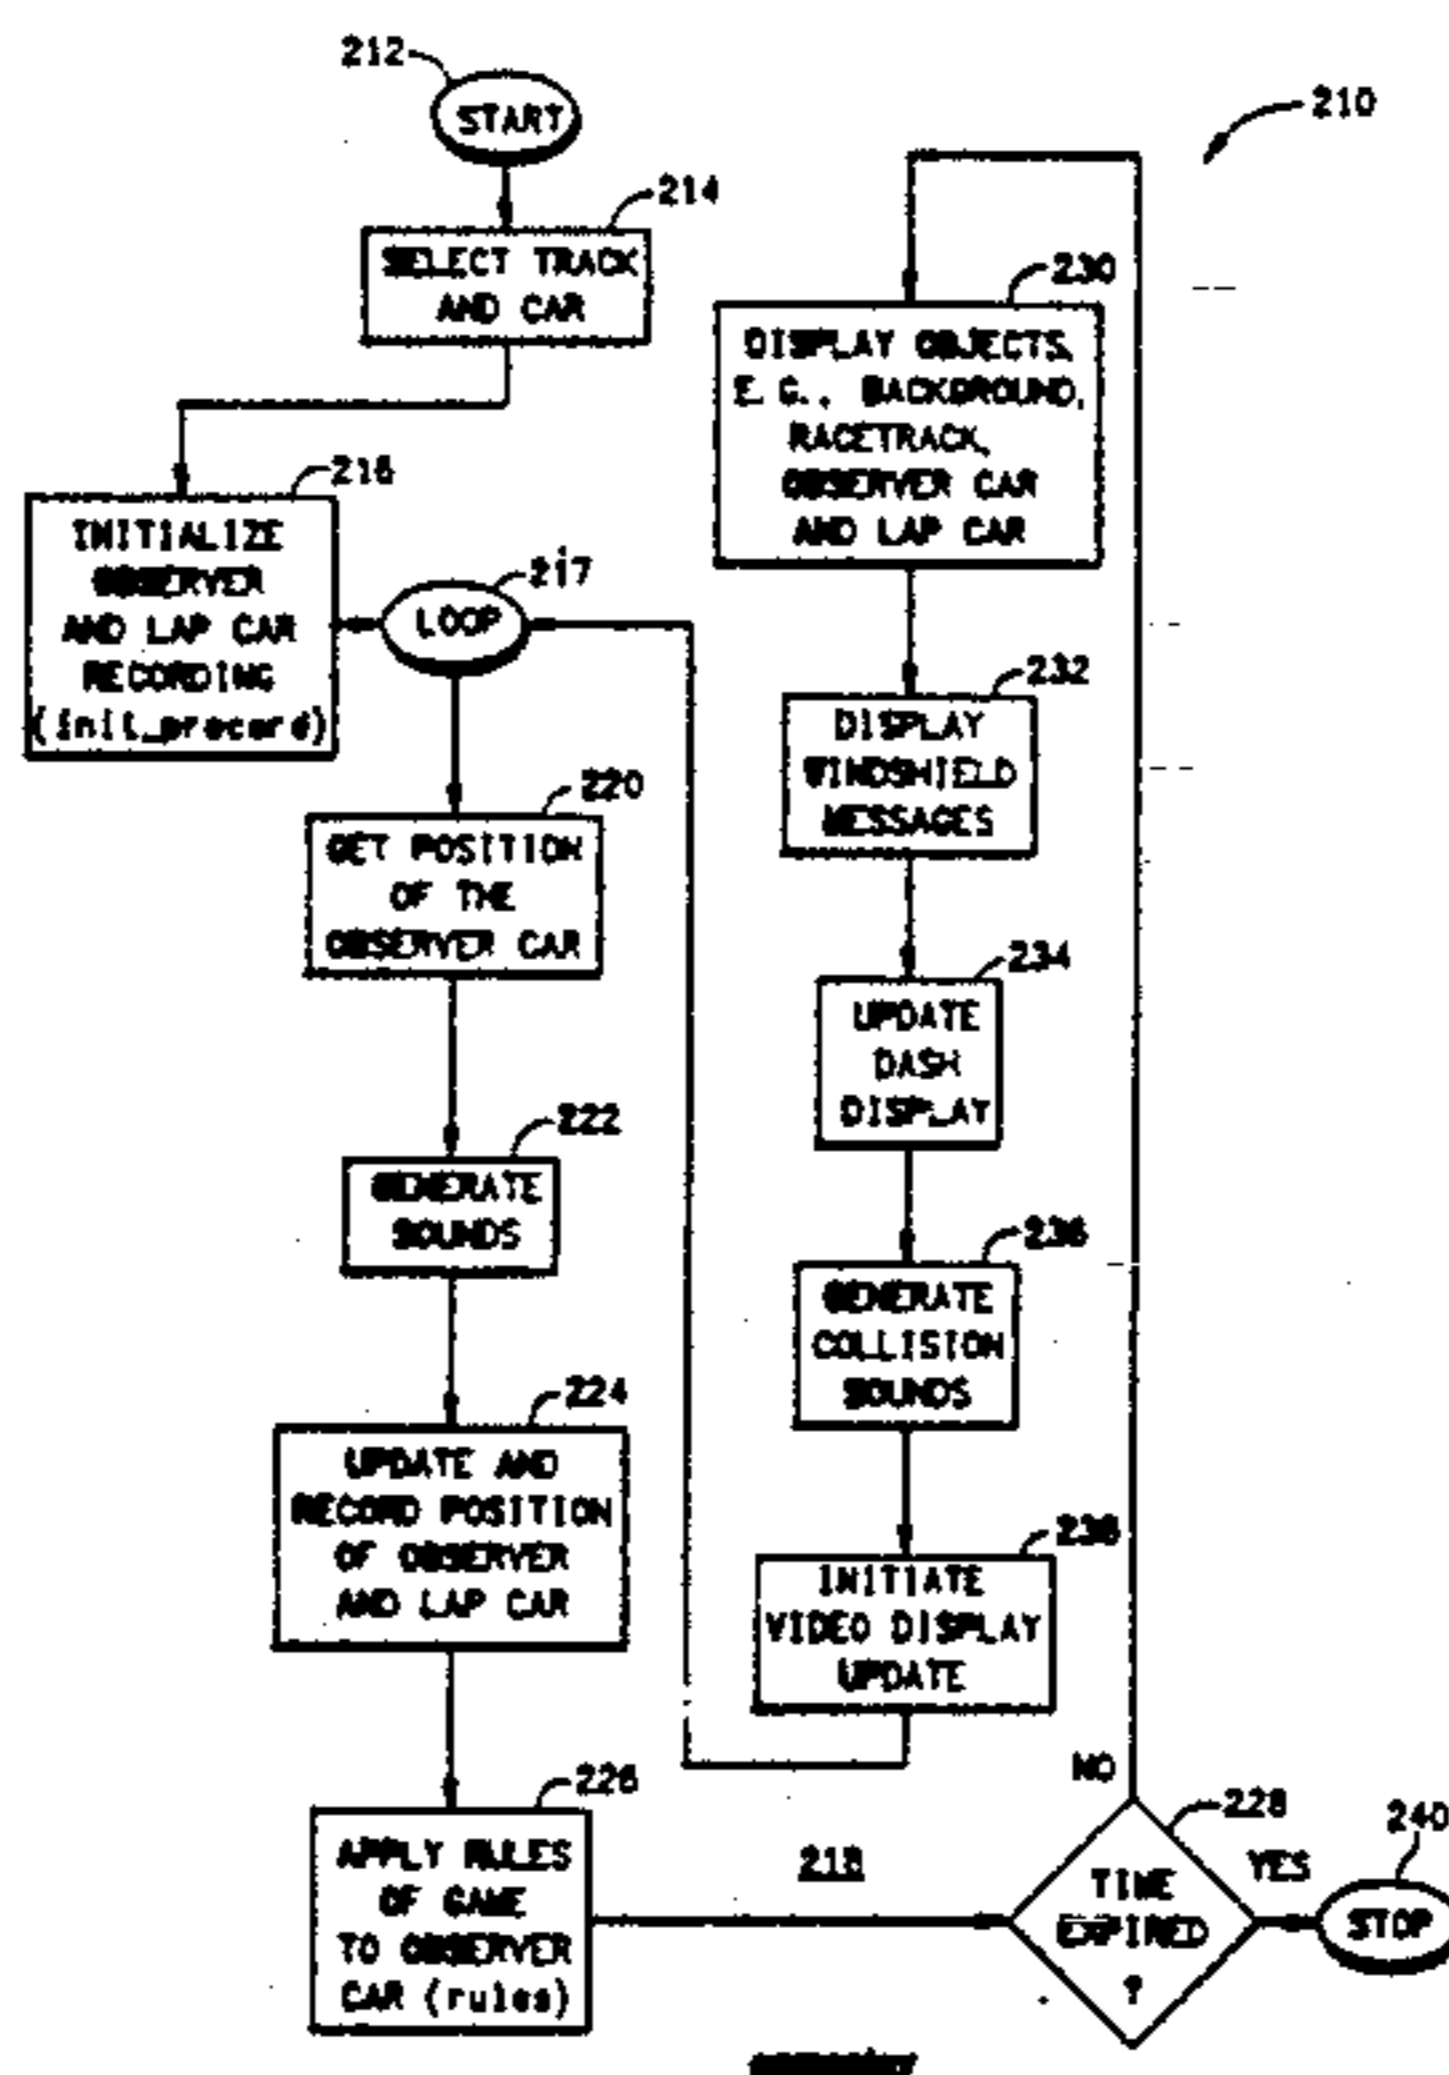 212
START
210
214
SELECT TRACK
AND CAR
216
INITIALIZE
OBSERVER
AND LAP CAR
RECORDING
(init_precord)
217
LOOP
220
GET POSITION
OF THE
OBSERVER CAR
222
GENERATE
SOUNDS
224
UPDATE AND
RECORD POSITION
OF OBSERVER
AND LAP CAR
226
APPLY RULES
OF GAME
TO OBSERVER
CAR (rules)
218
230
DISPLAY OBJECTS,
E.G., BACKGROUND,
RACETRACK,
OBSERVER CAR
AND LAP CAR
232
DISPLAY
WINDSHIELD
MESSAGES
234
UPDATE
DASH
DISPLAY
236
GENERATE
COLLISION
SOUNDS
238
INITIATE
VIDEO DISPLAY
UPDATE
NO
228
TIME
EXPIRED
?
YES
240
STOP